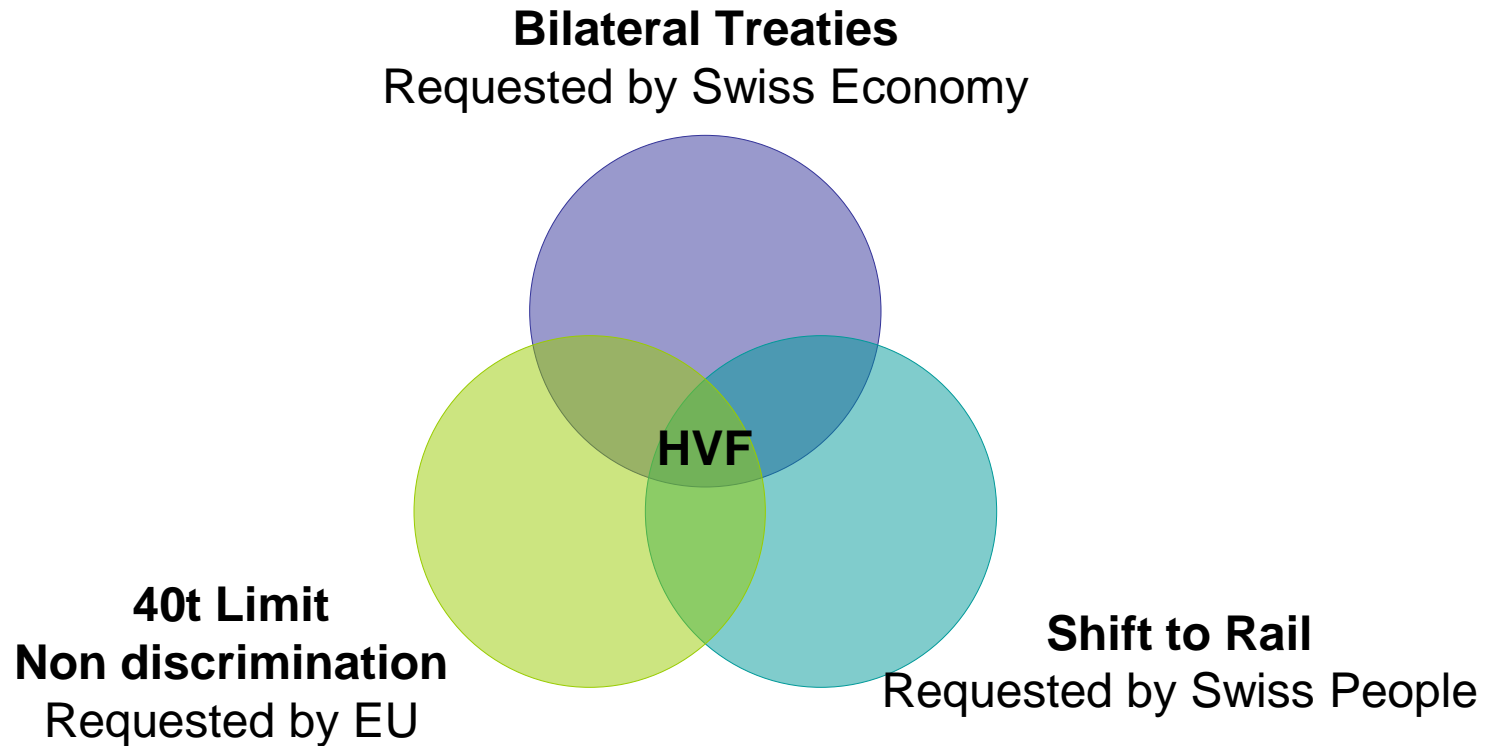 Bilateral Treaties
Requested by Swiss Economy
HVF
40t Limit
Non discrimination
Requested by EU
Shift to Rail
Requested by Swiss People